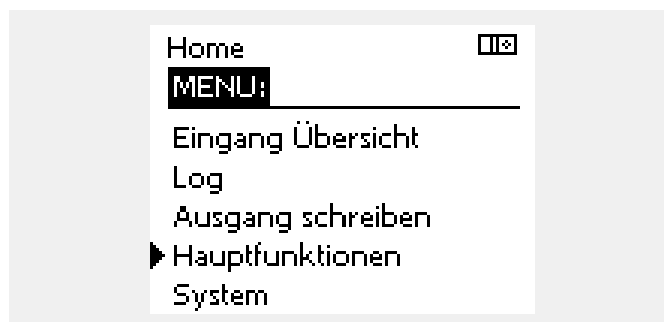 Home
MENU:
Eingang Übersicht
Log
Ausgang schreiben
Hauptfunktionen
System